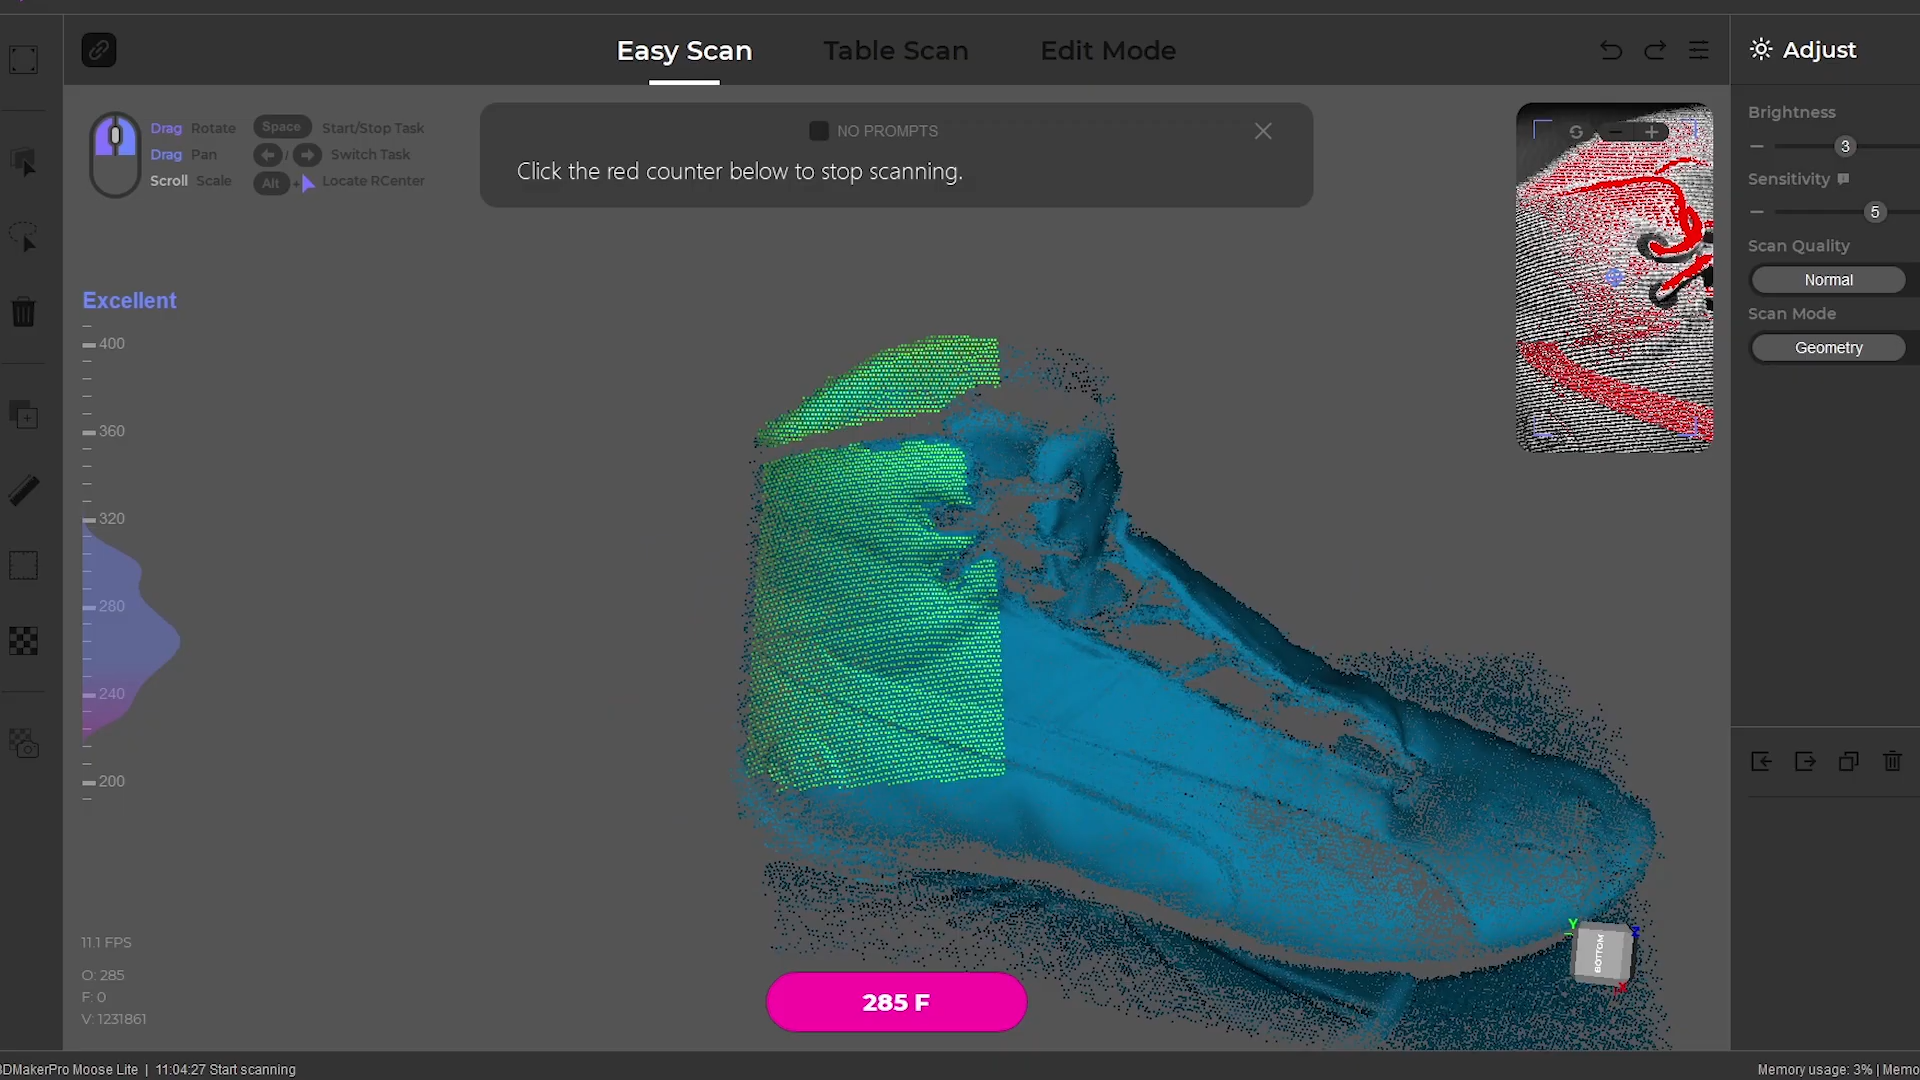 Easy Scan
Table Scan
Edit Mode
Adjust
Drag Rotate
Space Start/Stop Task
Drag Pan
/ Switch Task
Scroll Scale
Alt + Locate RCenter
NO PROMPTS
Click the red counter below to stop scanning.
Brightness
3
Sensitivity
5
Scan Quality
Normal
Scan Mode
Geometry
Excellent
400
360
320
280
240
200
11.1 FPS
O: 285
F: 0
V: 1231861
285 F
Y
Z
X
BOTTOM
3DMakerPro Moose Lite | 11:04:27 Start scanning
Memory usage: 3% | Memo